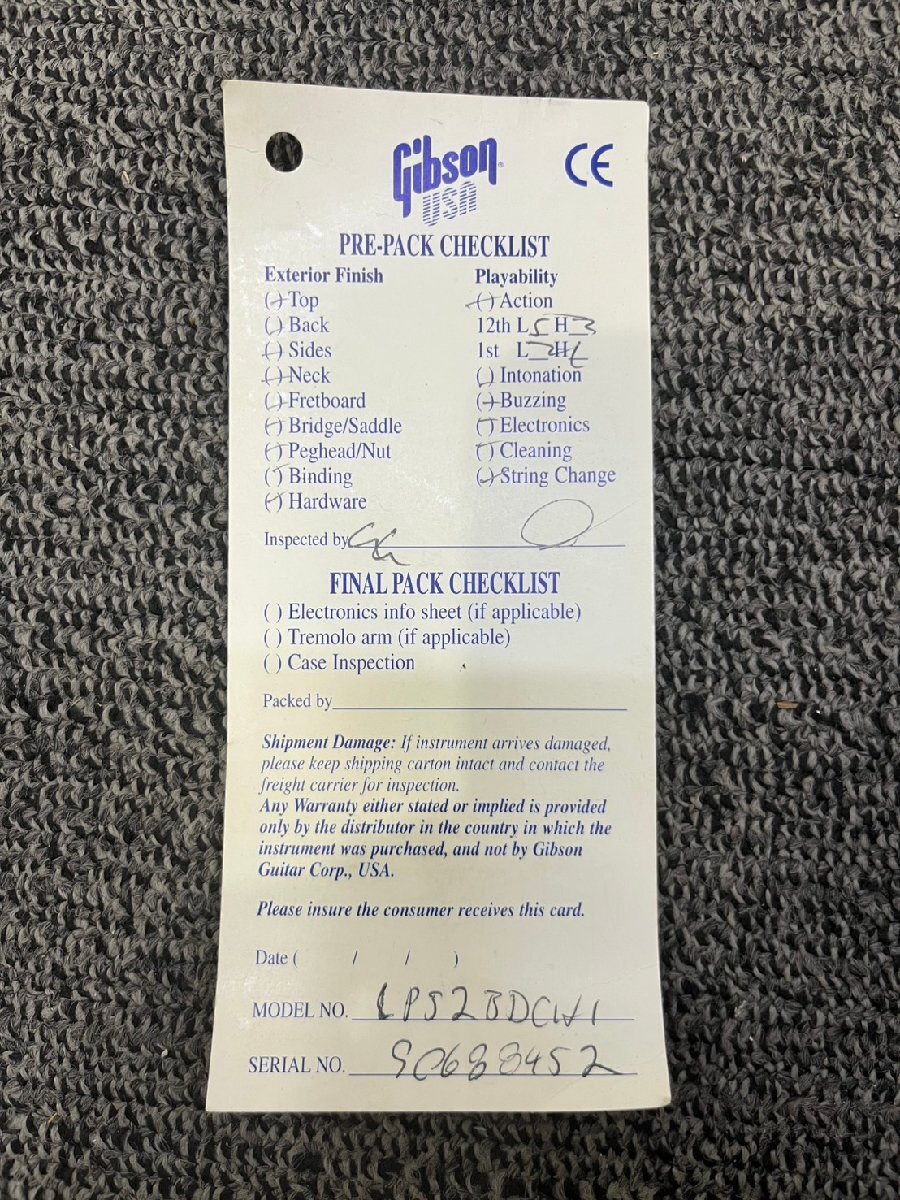 Gibson
USA
CE
PRE-PACK CHECKLIST
Exterior Finish Playability
( ) Top ( ) Action
( ) Back 12th L 5 H 3
( ) Sides 1st L H
( ) Neck ( ) Intonation
( ) Fretboard ( ) Buzzing
( ) Bridge/Saddle ( ) Electronics
( ) Peghead/Nut ( ) Cleaning
( ) Binding ( ) String Change
( ) Hardware
Inspected by
FINAL PACK CHECKLIST
( ) Electronics info sheet (if applicable)
( ) Tremolo arm (if applicable)
( ) Case Inspection
Packed by
Shipment Damage: If instrument arrives damaged,
please keep shipping carton intact and contact the
freight carrier for inspection.
Any Warranty either stated or implied is provided
only by the distributor in the country in which the
instrument was purchased, and not by Gibson
Guitar Corp., USA.
Please insure the consumer receives this card.
Date ( / / )
MODEL NO. LPS2BDCH1
SERIAL NO. 90688452